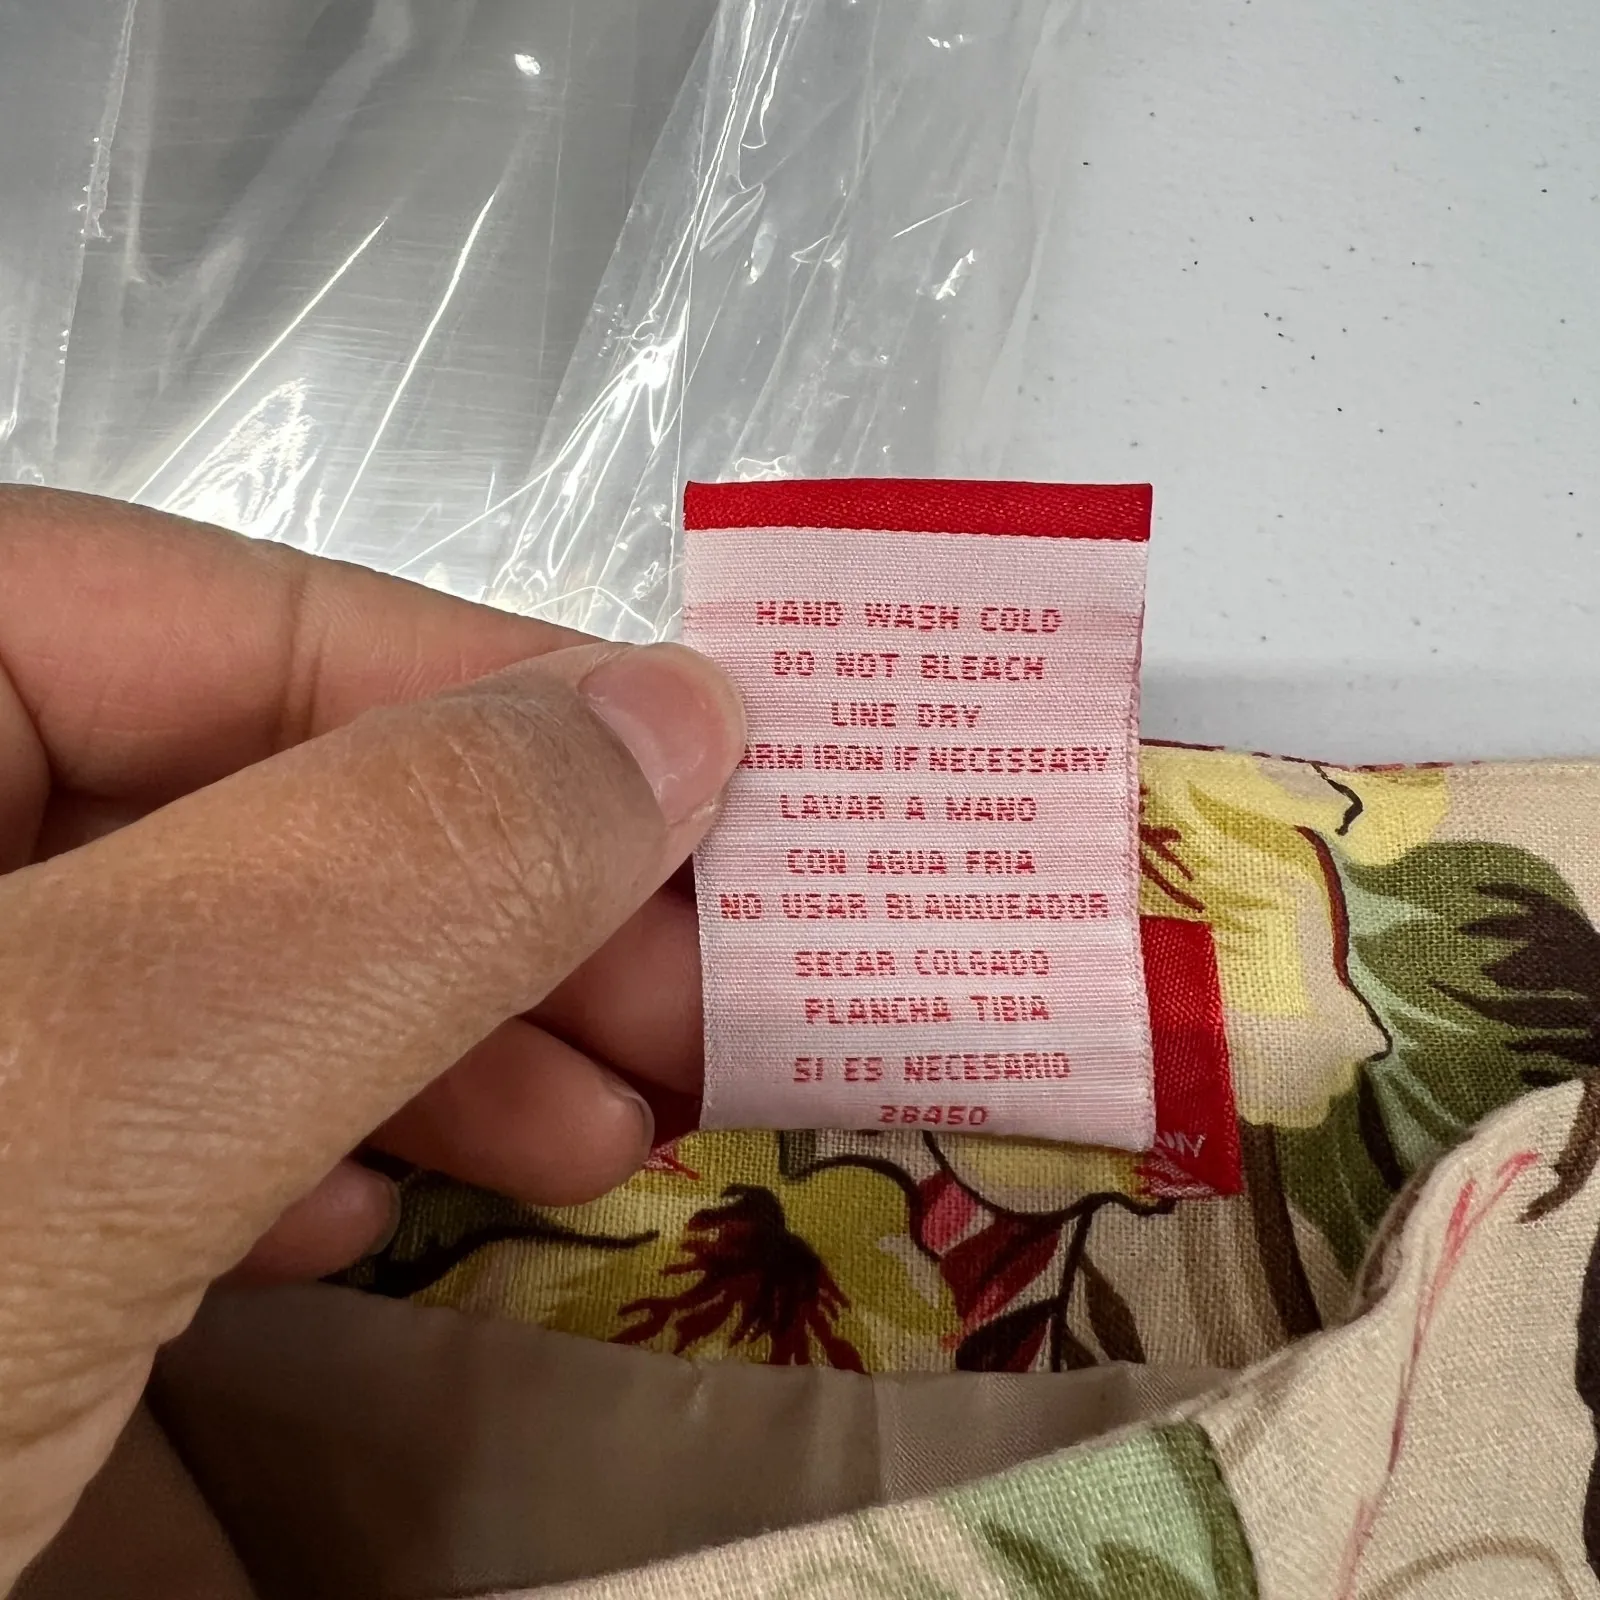 HAND WASH COLD
DO NOT BLEACH
LINE DRY
ARM IRON IF NECESSARY
LAVAR A MANO
CON AGUA FRIA
NO USAR BLANQUEADOR
SECAR COLGADO
PLANCHA TIBIA
SI ES NECESARIO
28450